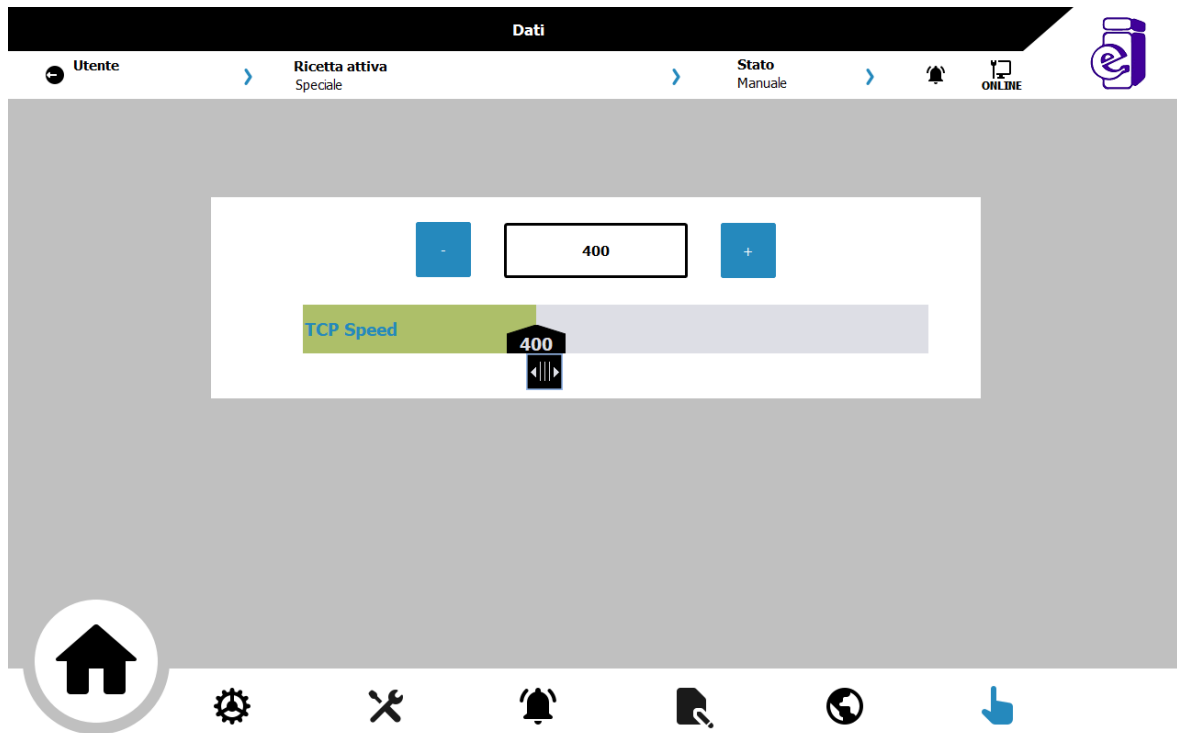 Dati
Utente
Ricetta attiva
Speciale
Stato
Manuale
ONLINE
e
-
400
+
TCP Speed
400